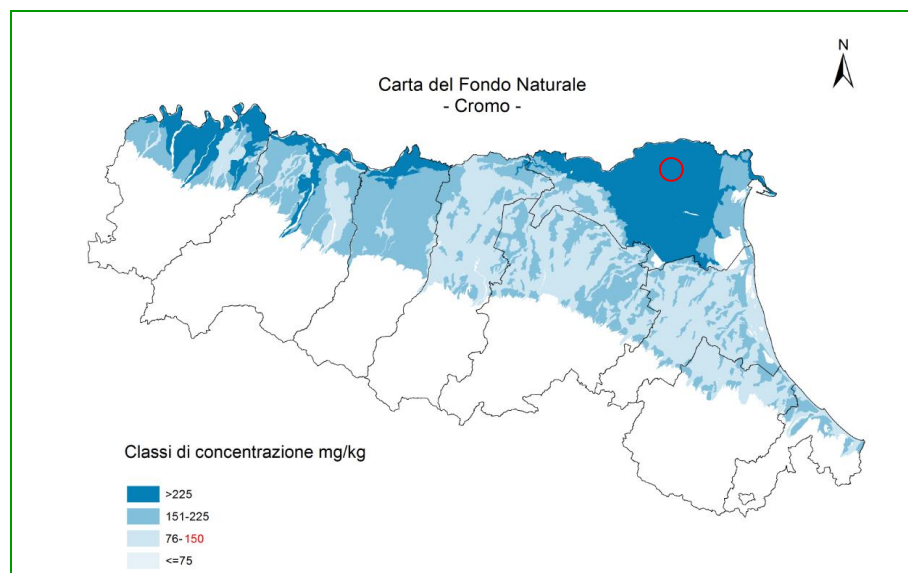 N
Carta del Fondo Naturale
- Cromo -
Classi di concentrazione mg/kg
>225
151-225
76-150
<=75